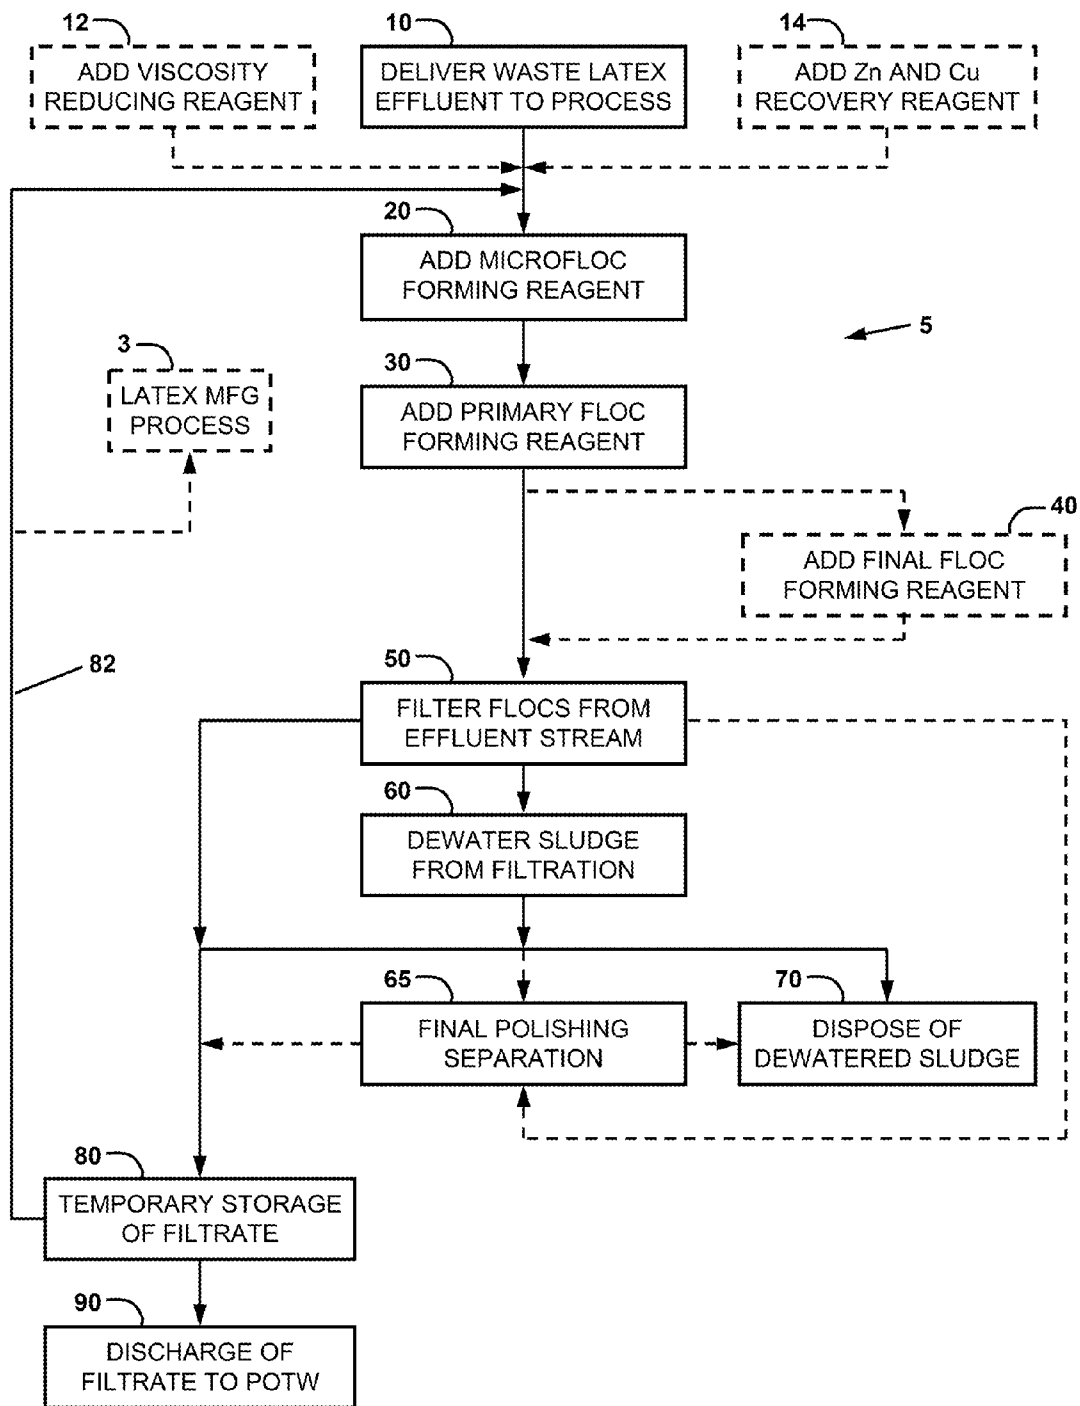 12
ADD VISCOSITY
REDUCING REAGENT
10
DELIVER WASTE LATEX
EFFLUENT TO PROCESS
14
ADD Zn AND Cu
RECOVERY REAGENT
20
ADD MICROFLOC
FORMING REAGENT
5
3
LATEX MFG
PROCESS
30
ADD PRIMARY FLOC
FORMING REAGENT
40
ADD FINAL FLOC
FORMING REAGENT
82
50
FILTER FLOCS FROM
EFFLUENT STREAM
60
DEWATER SLUDGE
FROM FILTRATION
65
FINAL POLISHING
SEPARATION
70
DISPOSE OF
DEWATERED SLUDGE
80
TEMPORARY STORAGE
OF FILTRATE
90
DISCHARGE OF
FILTRATE TO POTW